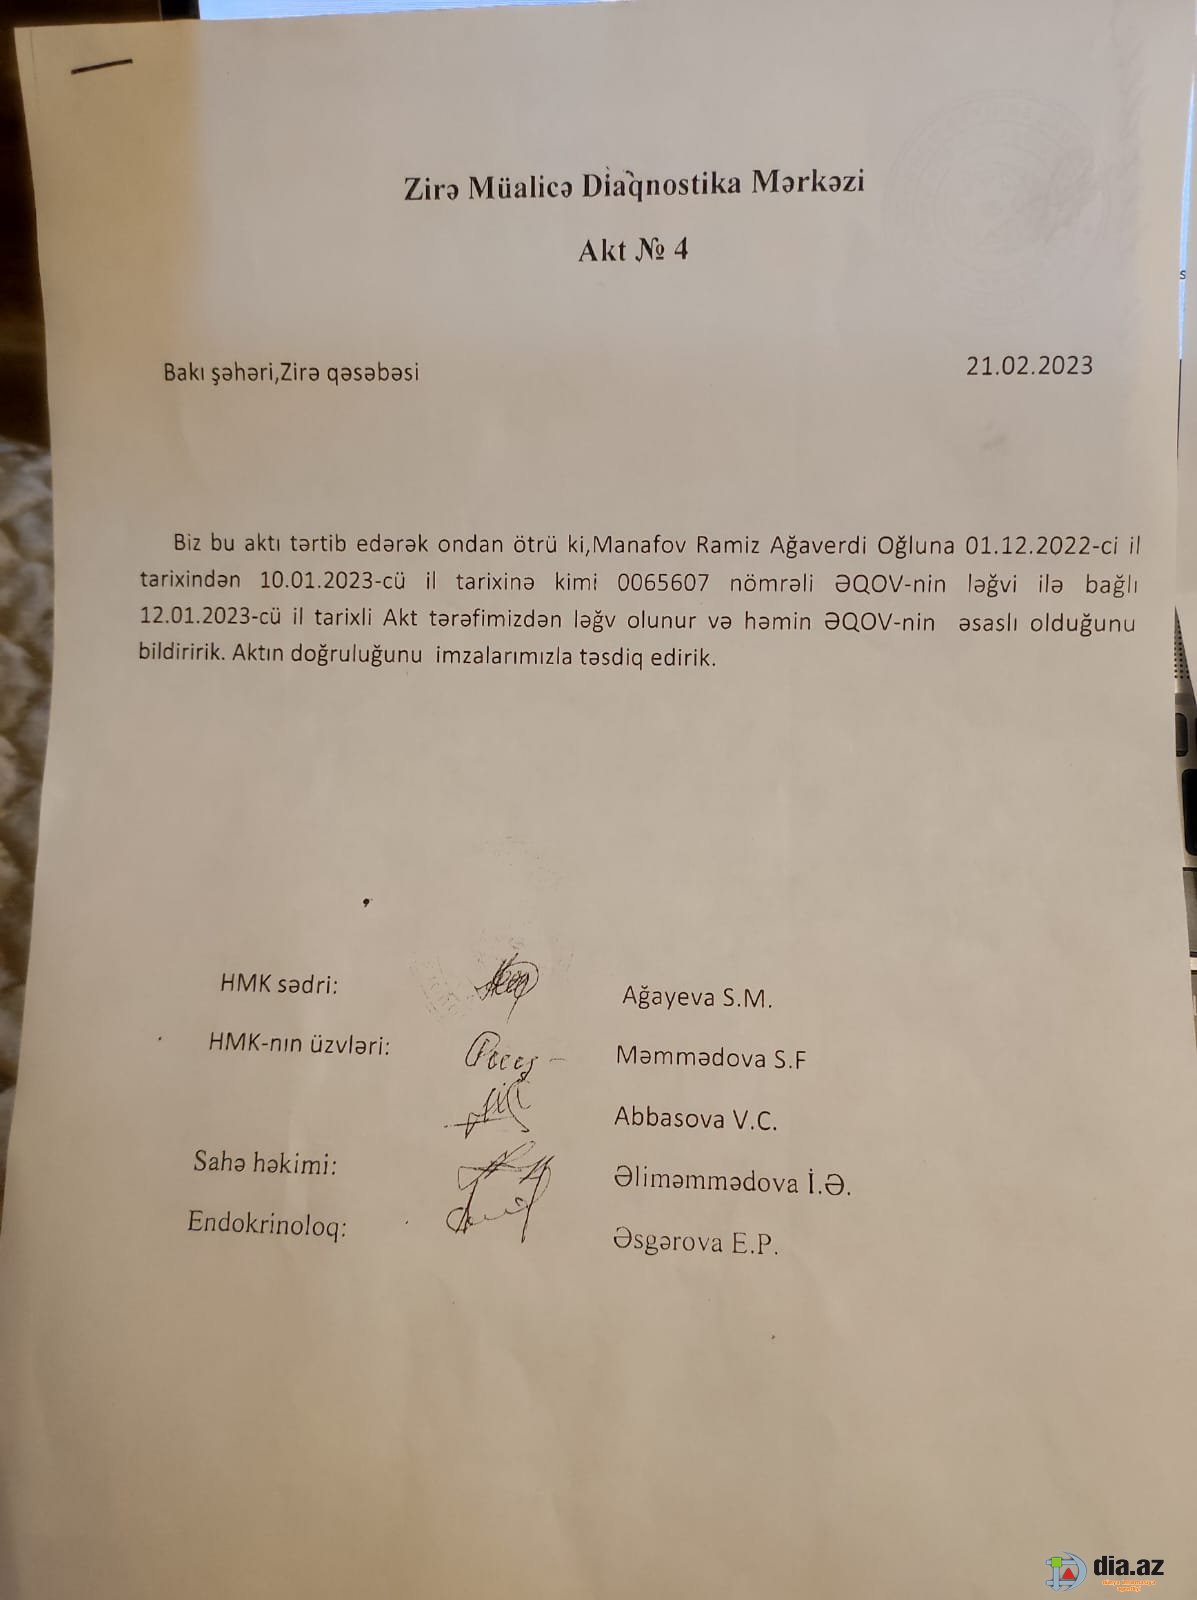 Zirə Müalicə Diaqnostika Mərkəzi
Akt № 4
Bakı şəhəri,Zirə qəsəbəsi 21.02.2023
Biz bu aktı tərtib edərək ondan ötrü ki,Manafov Ramiz Ağaverdi Oğluna 01.12.2022-ci il
tarixindən 10.01.2023-cü il tarixinə kimi 0065607 nömrəli ƏQOV-nin ləğvi ilə bağlı
12.01.2023-cü il tarixli Akt tərəfimizdən ləğv olunur və həmin ƏQOV-nin əsaslı olduğunu
bildiririk. Aktın doğruluğunu imzalarımızla təsdiq edirik.
HMK sədri: Ağayeva S.M.
HMK-nın üzvləri: Məmmədova S.F
Abbasova V.C.
Sahə həkimi: Əliməmmədova İ.Ə.
Endokrinoloq: Əsgərova E.P.
dia.az